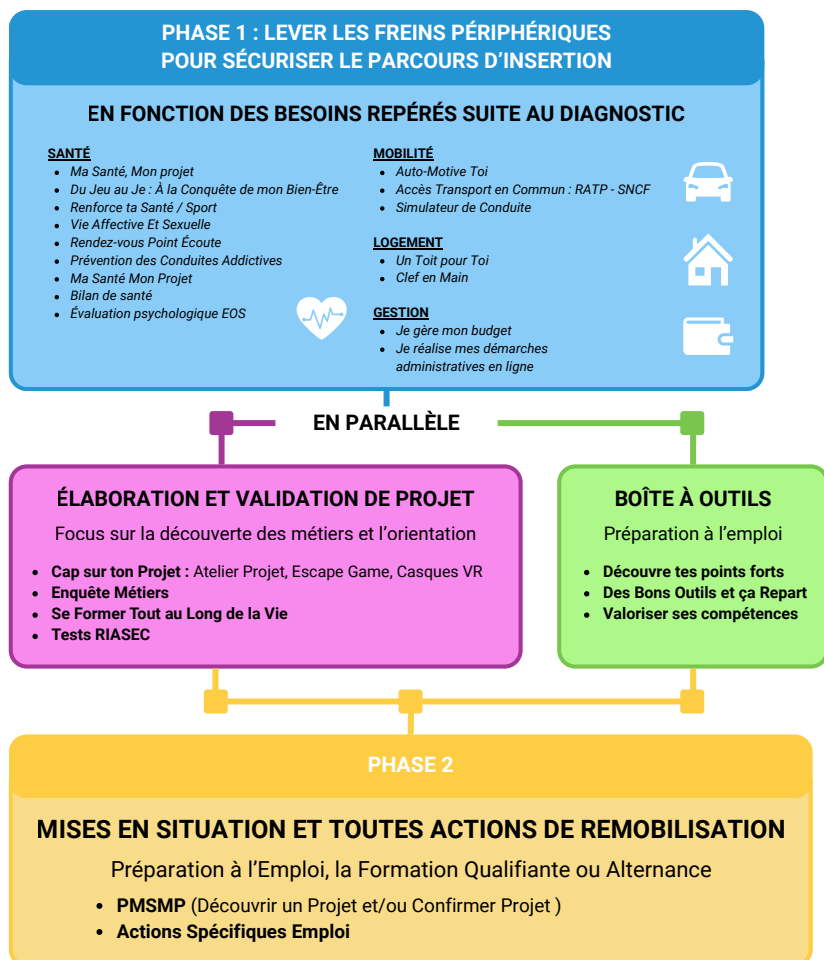 PHASE 1 : LEVER LES FREINS PÉRIPHÉRIQUES
POUR SÉCURISER LE PARCOURS D'INSERTION
EN FONCTION DES BESOINS REPÉRÉS SUITE AU DIAGNOSTIC
SANTÉ
• Ma Santé, Mon projet
• Du Jeu au Je : À la Conquête de mon Bien-Être
• Renforce ta Santé / Sport
• Vie Affective Et Sexuelle
• Rendez-vous Point Écoute
• Prévention des Conduites Addictives
• Ma Santé Mon Projet
• Bilan de santé
• Évaluation psychologique EOS
MOBILITÉ
• Auto-Motive Toi
• Accès Transport en Commun : RATP - SNCF
• Simulateur de Conduite
LOGEMENT
• Un Toit pour Toi
• Clef en Main
GESTION
• Je gère mon budget
• Je réalise mes démarches
administratives en ligne
EN PARALLÈLE
ÉLABORATION ET VALIDATION DE PROJET
Focus sur la découverte des métiers et l'orientation
• Cap sur ton Projet : Atelier Projet, Escape Game, Casques VR
• Enquête Métiers
• Se Former Tout au Long de la Vie
• Tests RIASEC
BOÎTE À OUTILS
Préparation à l'emploi
• Découvre tes points forts
• Des Bons Outils et ça Repart
• Valoriser ses compétences
PHASE 2
MISES EN SITUATION ET TOUTES ACTIONS DE REMOBILISATION
Préparation à l'Emploi, la Formation Qualifiante ou Alternance
• PMSMP (Découvrir un Projet et/ou Confirmer Projet )
• Actions Spécifiques Emploi